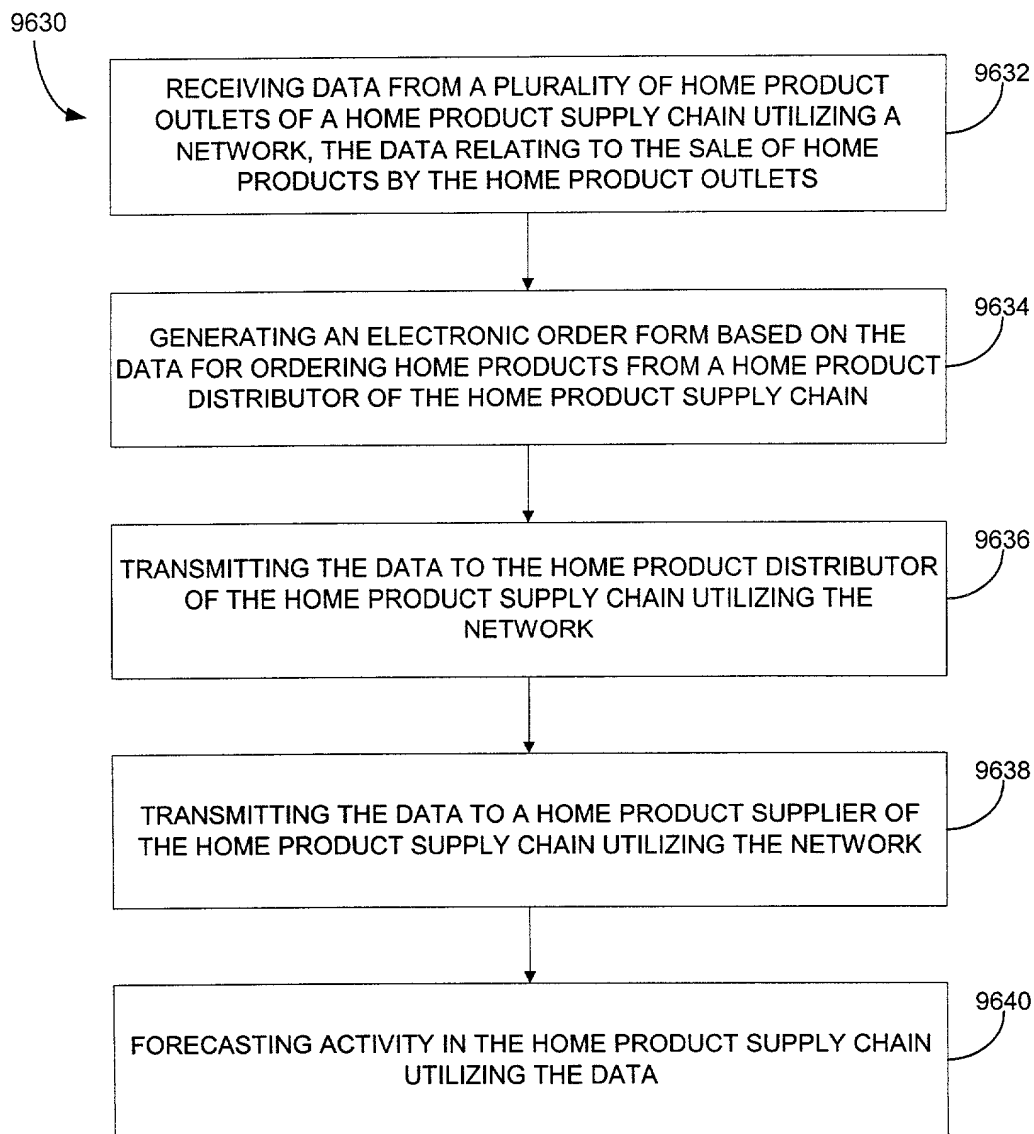 9630
9632
RECEIVING DATA FROM A PLURALITY OF HOME PRODUCT
OUTLETS OF A HOME PRODUCT SUPPLY CHAIN UTILIZING A
NETWORK, THE DATA RELATING TO THE SALE OF HOME
PRODUCTS BY THE HOME PRODUCT OUTLETS
9634
GENERATING AN ELECTRONIC ORDER FORM BASED ON THE
DATA FOR ORDERING HOME PRODUCTS FROM A HOME PRODUCT
DISTRIBUTOR OF THE HOME PRODUCT SUPPLY CHAIN
9636
TRANSMITTING THE DATA TO THE HOME PRODUCT DISTRIBUTOR
OF THE HOME PRODUCT SUPPLY CHAIN UTILIZING THE
NETWORK
9638
TRANSMITTING THE DATA TO A HOME PRODUCT SUPPLIER OF
THE HOME PRODUCT SUPPLY CHAIN UTILIZING THE NETWORK
9640
FORECASTING ACTIVITY IN THE HOME PRODUCT SUPPLY CHAIN
UTILIZING THE DATA